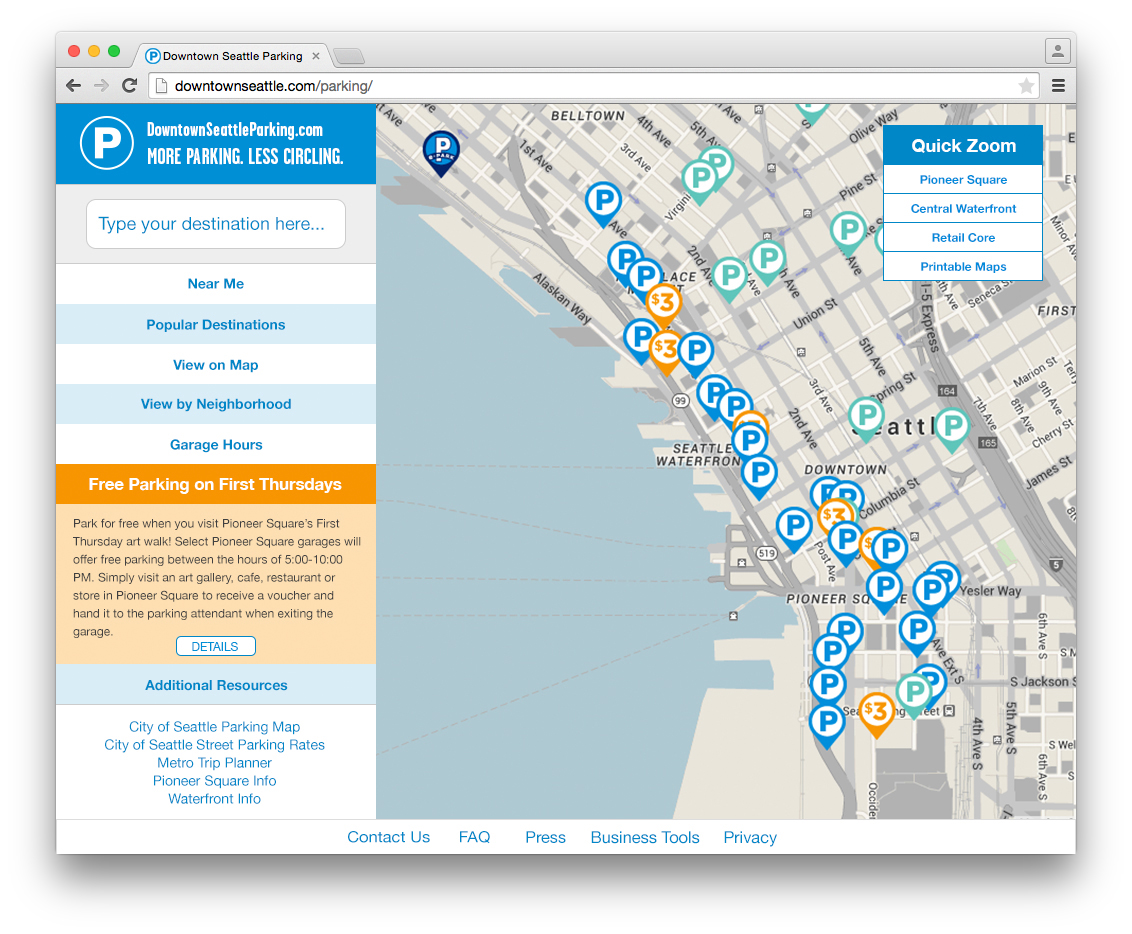 Downtown Seattle Parking
downtownseattle.com/parking/
P
DowntownSeattleParking.com
MORE PARKING. LESS CIRCLING.
Type your destination here...
Near Me
Popular Destinations
View on Map
View by Neighborhood
Garage Hours
Free Parking on First Thursdays
Park for free when you visit Pioneer Square's First
Thursday art walk! Select Pioneer Square garages will
offer free parking between the hours of 5:00-10:00
PM. Simply visit an art gallery, cafe, restaurant or
store in Pioneer Square to receive a voucher and
hand it to the parking attendant when exiting the
garage.
DETAILS
Additional Resources
City of Seattle Parking Map
City of Seattle Street Parking Rates
Metro Trip Planner
Pioneer Square Info
Waterfront Info
Quick Zoom
Pioneer Square
Central Waterfront
Retail Core
Printable Maps
BELLTOWN
Olive Way
4th Ave
5th Ave
1st Ave
3rd Ave
Pine St
2nd Ave
Alaskan Way
Union St
I-5 Express
Seneca St
FIRST
5th Ave
Marion St
Spring St
164
3rd Ave
7th Ave
8th Ave
9th Ave
99
2nd Ave
Cherry St
165
SEATTLE
WATERFRONT
DOWNTOWN
James St
Columbia St
519
Post Ave
5
PIONEER SQUARE
Yesler Way
6th Ave S
Ave Ext S
S Jackson S
4th Ave S
5th Ave S
S Wel
6th Ave S
$3
$3
$3
$3
Contact Us
FAQ
Press
Business Tools
Privacy